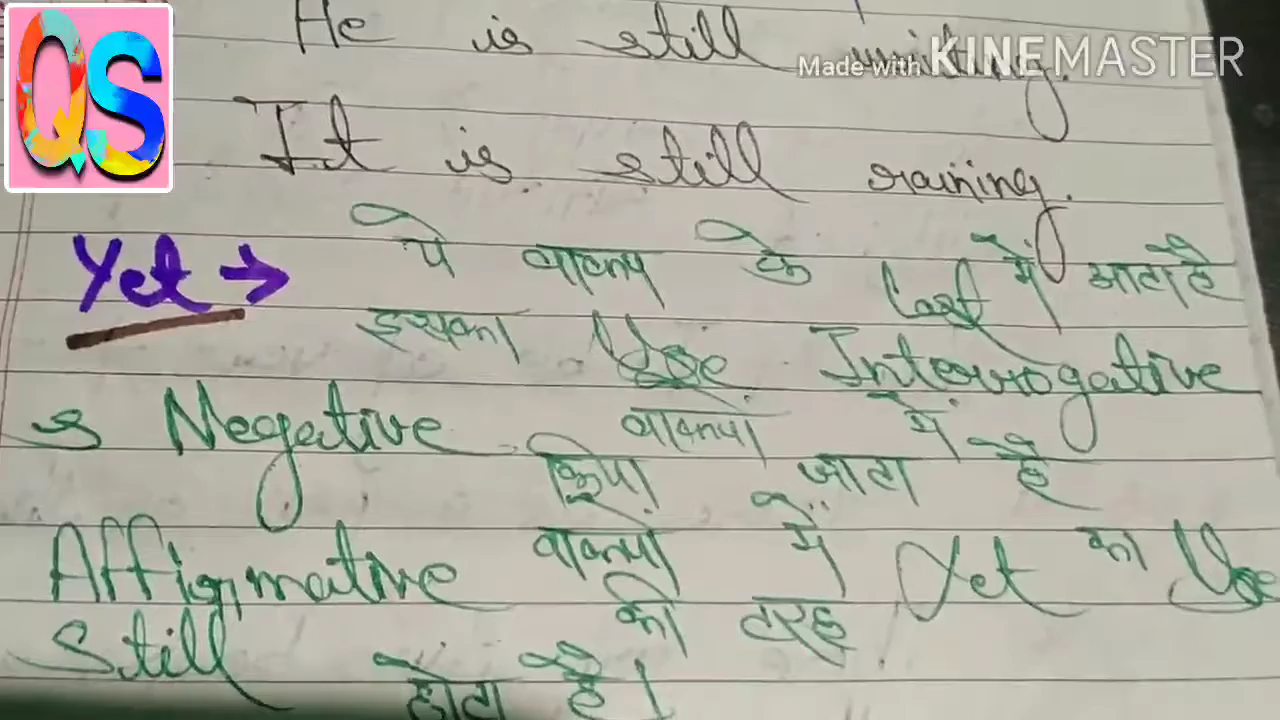 QS
Made with KINEMASTER
He is still writing.
It is still raining.
Yet → ये वाक्य के Last में आता है
इसका Use Interrogative
s Negative वाक्यों में
किया जाता है
Affirmative वाक्यों में Yet का Use
Still की तरह
होता है।